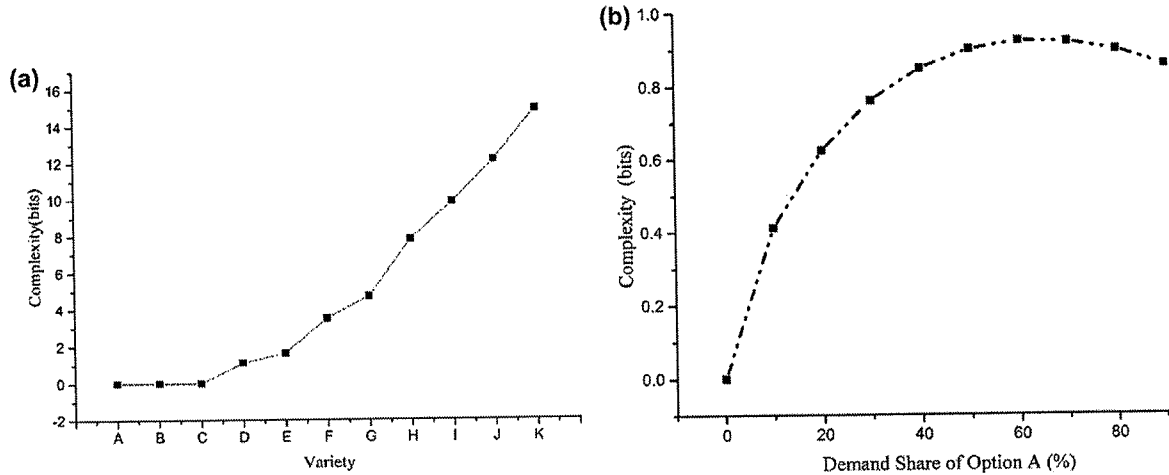 (a)
16
14
12
10
8
6
4
2
0
-2
Complexity(bits)
A B C D E F G H I J K
Variety
(b)
1.0
0.8
0.6
0.4
0.2
0.0
Complexity (bits)
0 20 40 60 80
Demand Share of Option A (%)